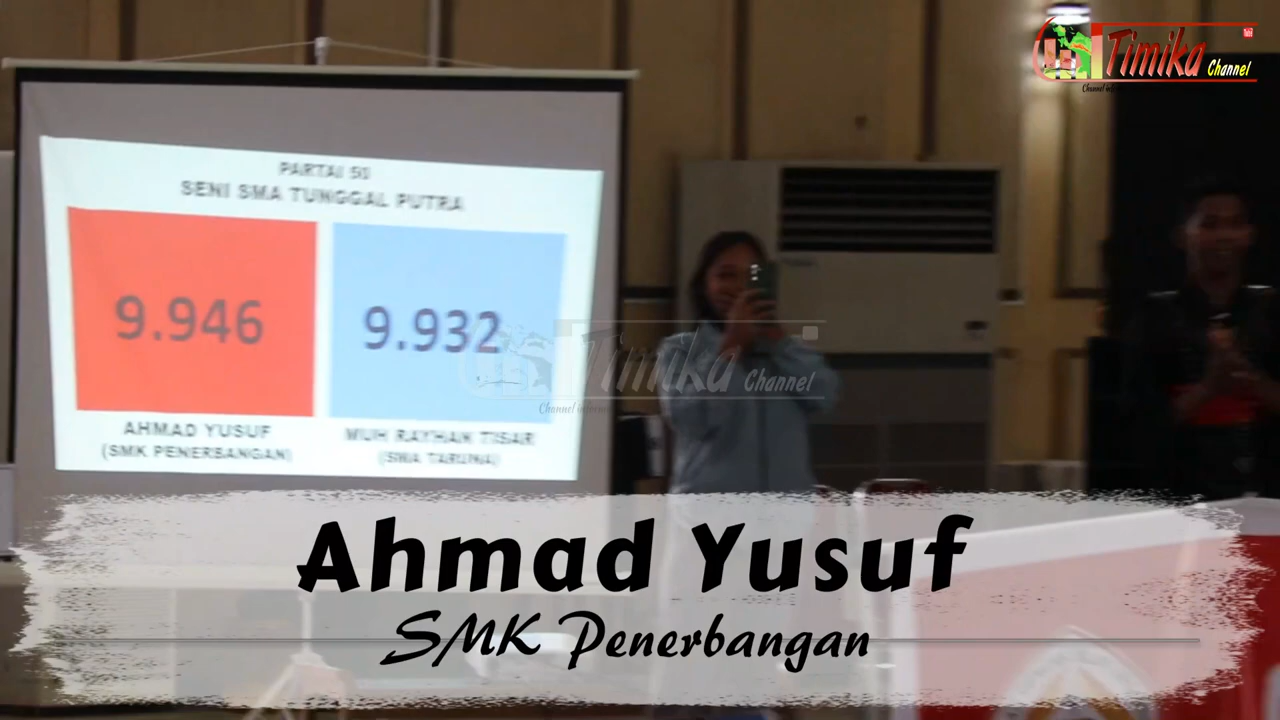 Timika Channel
PARTAI 50
SENI SMA TUNGGAL PUTRA
9.946
9.932
AHMAD YUSUF
(SMK PENERBANGAN)
MUH RAYHAN TISAR
(SMA TARUNA)
Timika Channel
Ahmad Yusuf
SMK Penerbangan